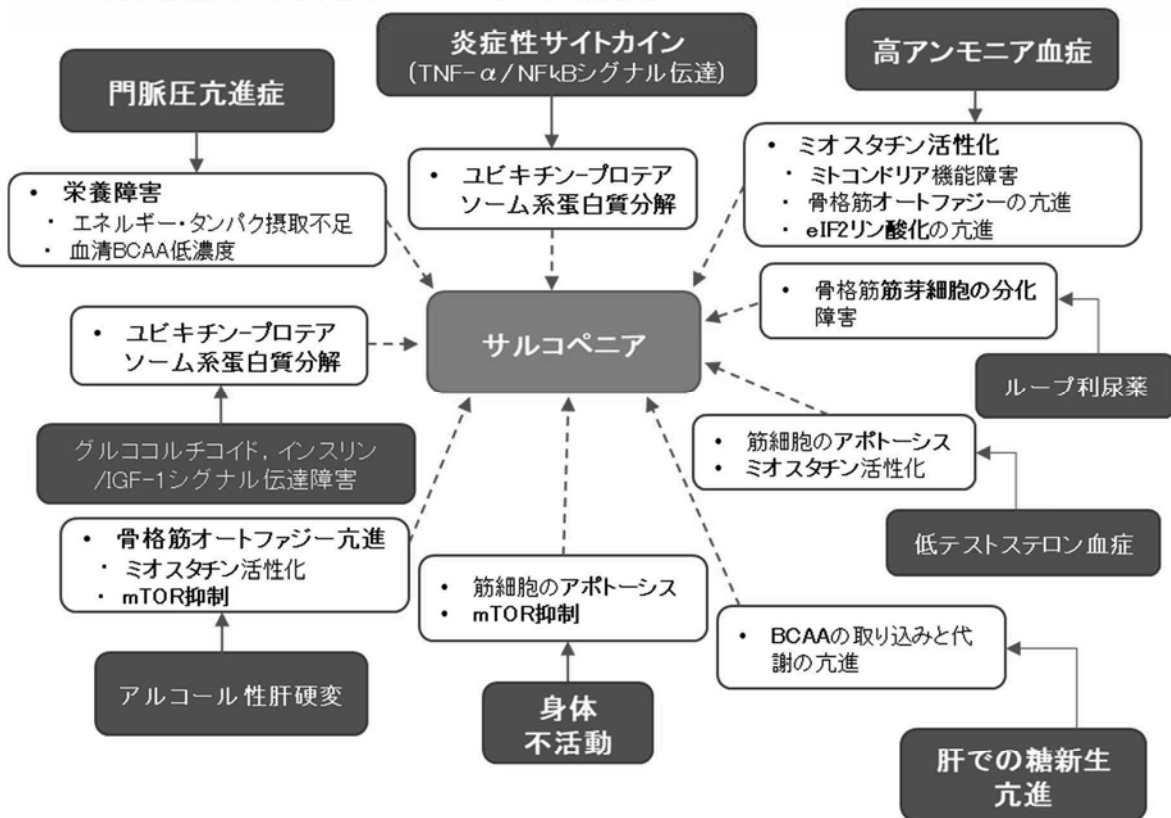 炎症性サイトカイン
(TNF-α/NFkBシグナル伝達)
高アンモニア血症
門脈圧亢進症
• ユビキチン-プロテア
ソーム系蛋白質分解
• ミオスタチン活性化
・ ミトコンドリア機能障害
・ 骨格筋オートファジーの亢進
・ eIF2リン酸化の亢進
• 栄養障害
・ エネルギー・タンパク摂取不足
・ 血清BCAA低濃度
• 骨格筋筋芽細胞の分化
障害
• ユビキチン-プロテア
ソーム系蛋白質分解
サルコペニア
ループ利尿薬
グルココルチコイド, インスリン
/IGF-1シグナル伝達障害
• 筋細胞のアポトーシス
• ミオスタチン活性化
低テストステロン血症
• 骨格筋オートファジー亢進
・ ミオスタチン活性化
・ mTOR抑制
• 筋細胞のアポトーシス
• mTOR抑制
• BCAAの取り込みと代
謝の亢進
アルコール性肝硬変
身体
不活動
肝での糖新生
亢進